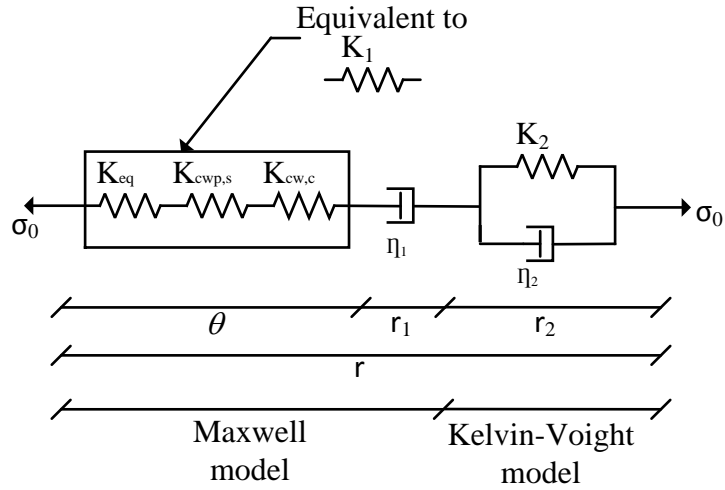 Equivalent to
K1
Keq Kcwp,s Kcw,c
K2
σ0
η1
σ0
η2
θ r1 r2
r
Maxwell Kelvin-Voight
model model